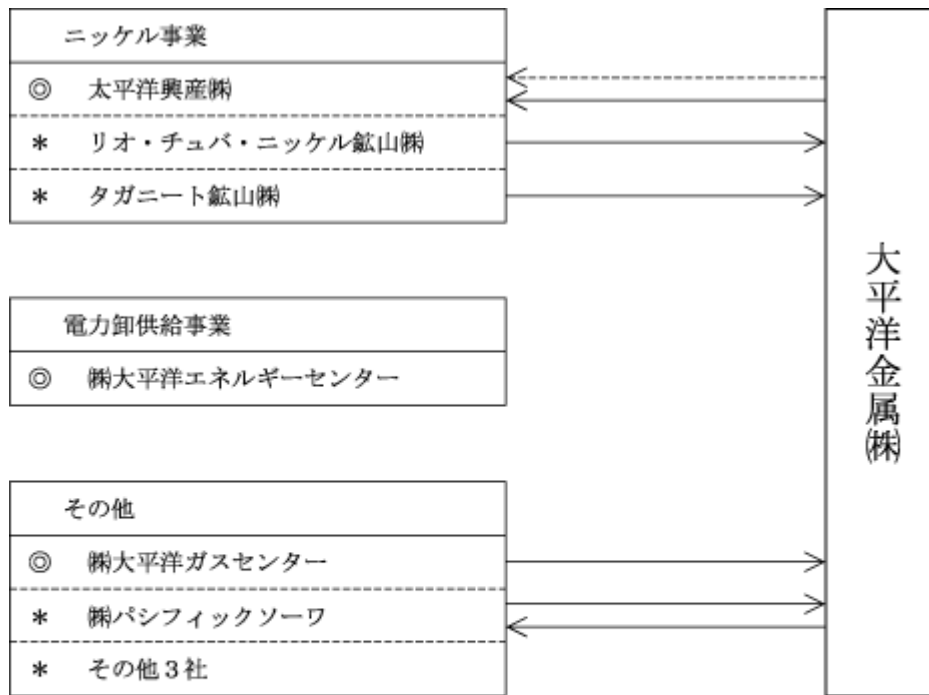 ニッケル事業
◎ 太平洋興産㈱
* リオ・チュバ・ニッケル鉱山㈱
* タガニート鉱山㈱
電力卸供給事業
◎ ㈱大平洋エネルギーセンター
その他
◎ ㈱大平洋ガスセンター
* ㈱パシフィックソーワ
* その他3社
大平洋金属㈱